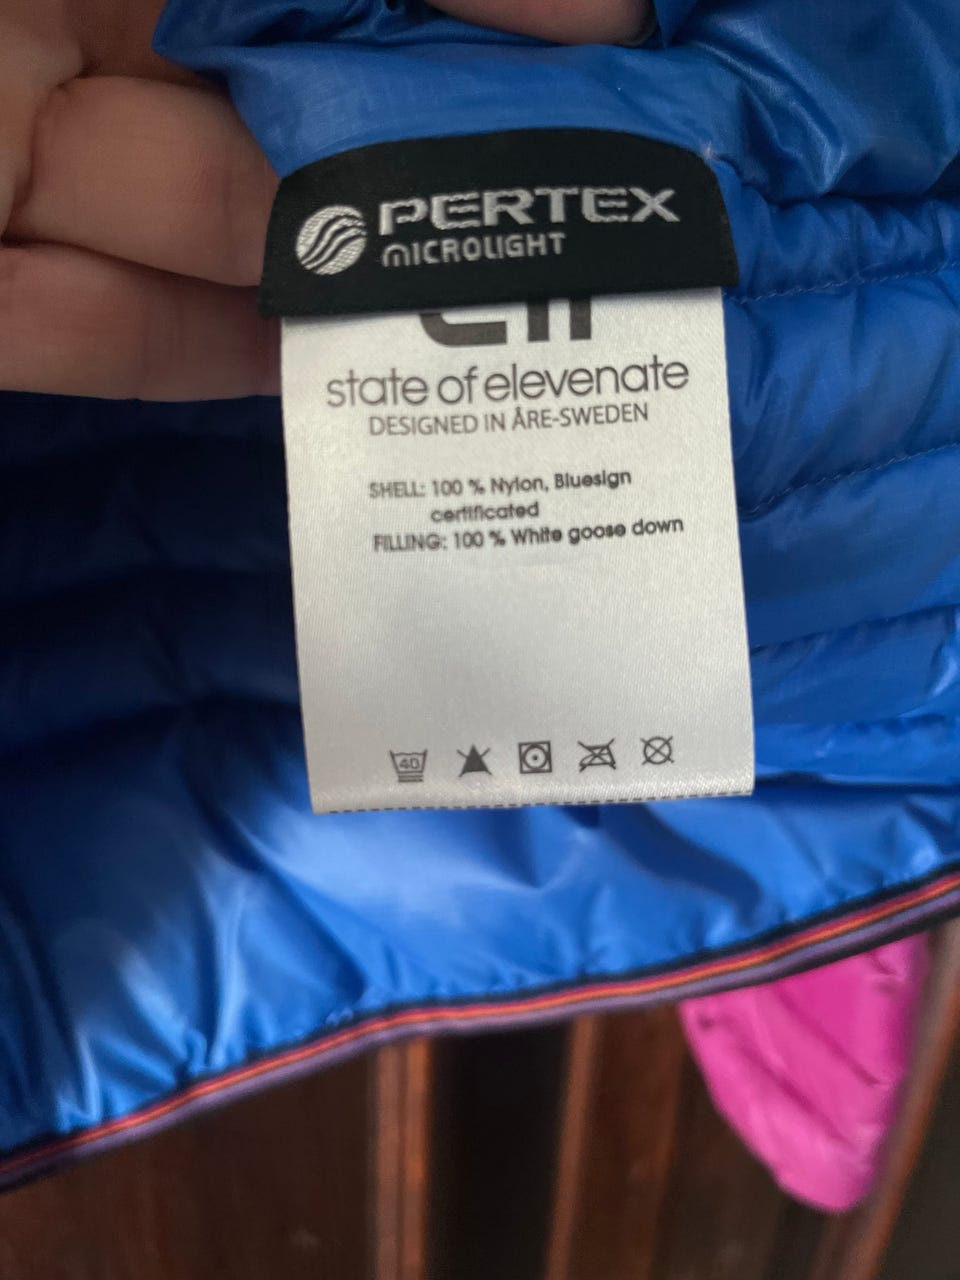 PERTEX
MICROLIGHT
state of elevenate
DESIGNED IN ÅRE-SWEDEN
SHELL: 100 % Nylon, Bluesign
certificated
FILLING: 100 % White goose down
40